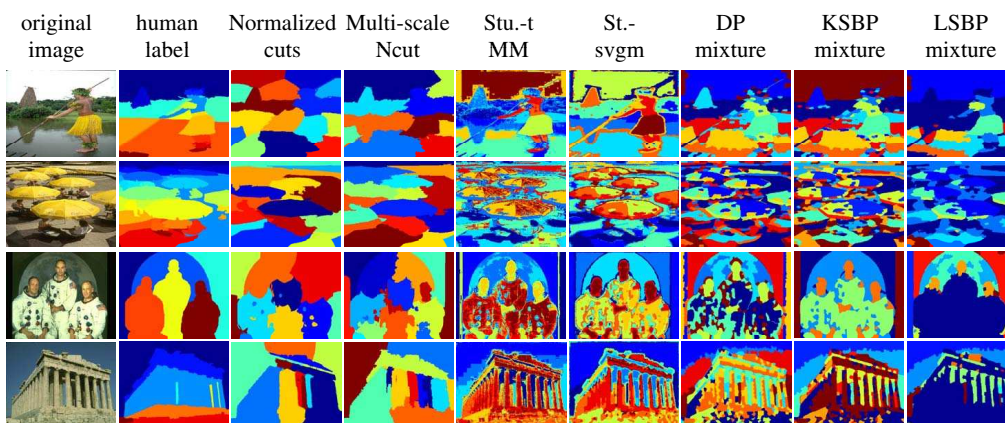 original human Normalized Multi-scale Stu.-t St.- DP KSBP LSBP
image label cuts Ncut MM svgm mixture mixture mixture